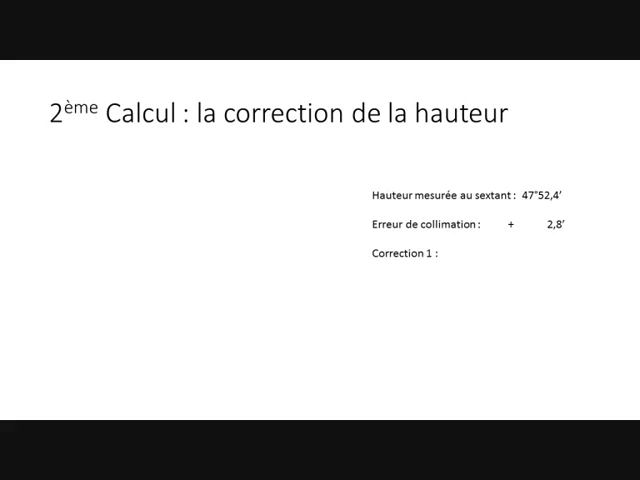 2ème Calcul : la correction de la hauteur
Hauteur mesurée au sextant : 47°52,4’
Erreur de collimation : + 2,8’
Correction 1 :